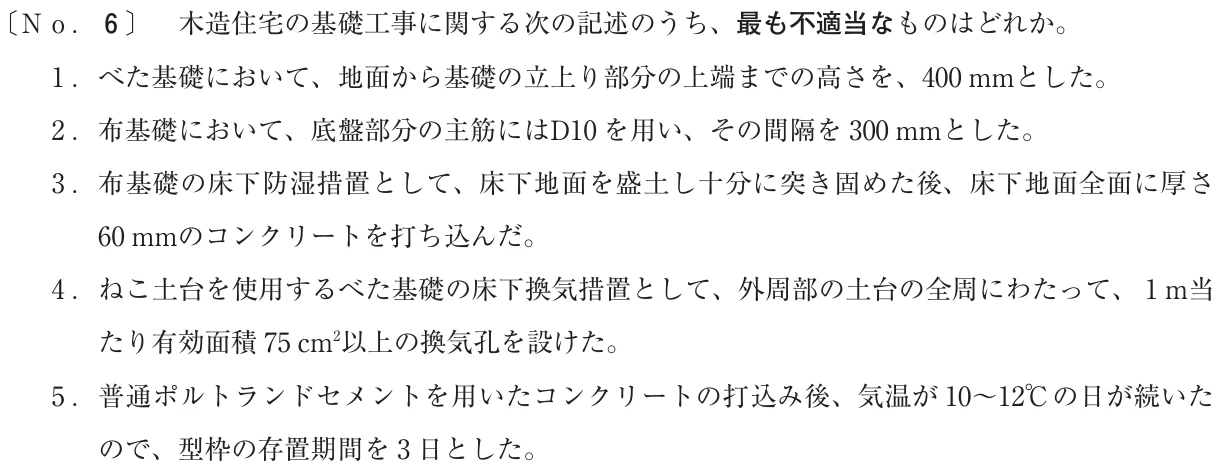 〔No. 6〕 木造住宅の基礎工事に関する次の記述のうち、最も不適当なものはどれか。
1. べた基礎において、地面から基礎の立上り部分の上端までの高さを、400 mmとした。
2. 布基礎において、底盤部分の主筋にはD10 を用い、その間隔を 300 mmとした。
3. 布基礎の床下防湿措置として、床下地面を盛土し十分に突き固めた後、床下地面全面に厚さ
60 mmのコンクリートを打ち込んだ。
4. ねこ土台を使用するべた基礎の床下換気措置として、外周部の土台の全周にわたって、1 m当
たり有効面積 75 cm²以上の換気孔を設けた。
5. 普通ポルトランドセメントを用いたコンクリートの打込み後、気温が 10〜12℃ の日が続いた
ので、型枠の存置期間を 3 日とした。